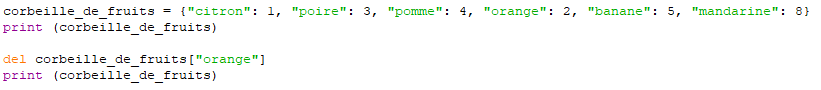 corbeille_de_fruits = {"citron": 1, "poire": 3, "pomme": 4, "orange": 2, "banane": 5, "mandarine": 8}
print (corbeille_de_fruits)
del corbeille_de_fruits["orange"]
print (corbeille_de_fruits)